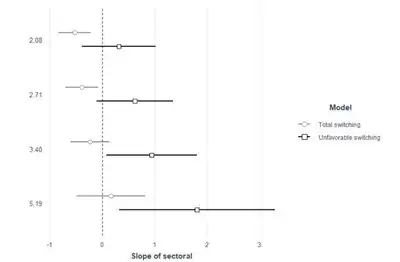 2.08
2.71
3.40
5.19
-1
0
1
2
3
Slope of sectoral
Model
Total switching
Unfavorable switching